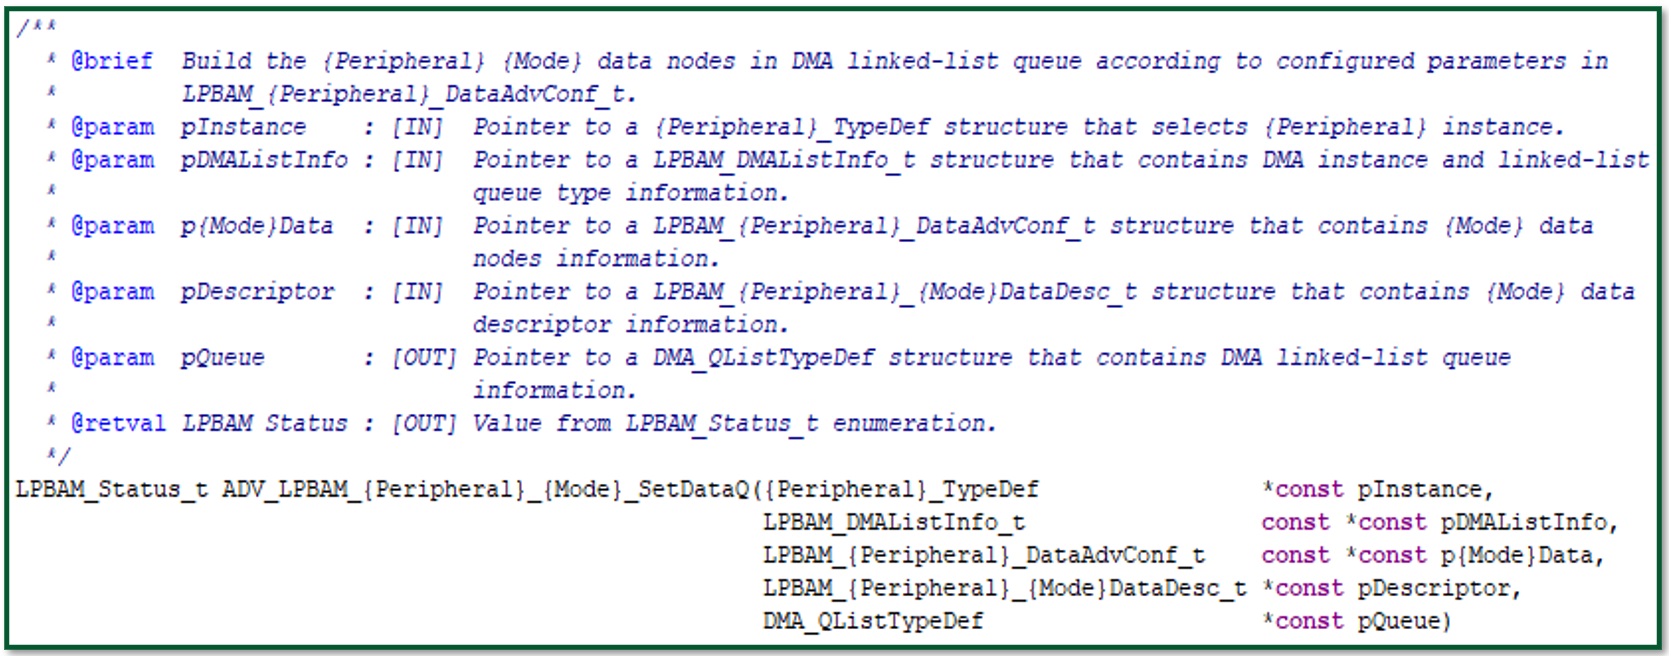 /**
  * @brief  Build the {Peripheral} {Mode} data nodes in DMA linked-list queue according to configured parameters in
  *         LPBAM_{Peripheral}_DataAdvConf_t.
  * @param  pInstance    : [IN]  Pointer to a {Peripheral}_TypeDef structure that selects {Peripheral} instance.
  * @param  pDMAListInfo : [IN]  Pointer to a LPBAM_DMAListInfo_t structure that contains DMA instance and linked-list
  *                              queue type information.
  * @param  p{Mode}Data  : [IN]  Pointer to a LPBAM_{Peripheral}_DataAdvConf_t structure that contains {Mode} data
  *                              nodes information.
  * @param  pDescriptor  : [IN]  Pointer to a LPBAM_{Peripheral}_{Mode}DataDesc_t structure that contains {Mode} data
  *                              descriptor information.
  * @param  pQueue       : [OUT] Pointer to a DMA_QListTypeDef structure that contains DMA linked-list queue
  *                              information.
  * @retval LPBAM Status : [OUT] Value from LPBAM_Status_t enumeration.
  */
LPBAM_Status_t ADV_LPBAM_{Peripheral}_{Mode}_SetDataQ({Peripheral}_TypeDef                *const pInstance,
                                                      LPBAM_DMAListInfo_t                 const *const pDMAListInfo,
                                                      LPBAM_{Peripheral}_DataAdvConf_t    const *const p{Mode}Data,
                                                      LPBAM_{Peripheral}_{Mode}DataDesc_t *const pDescriptor,
                                                      DMA_QListTypeDef                    *const pQueue)